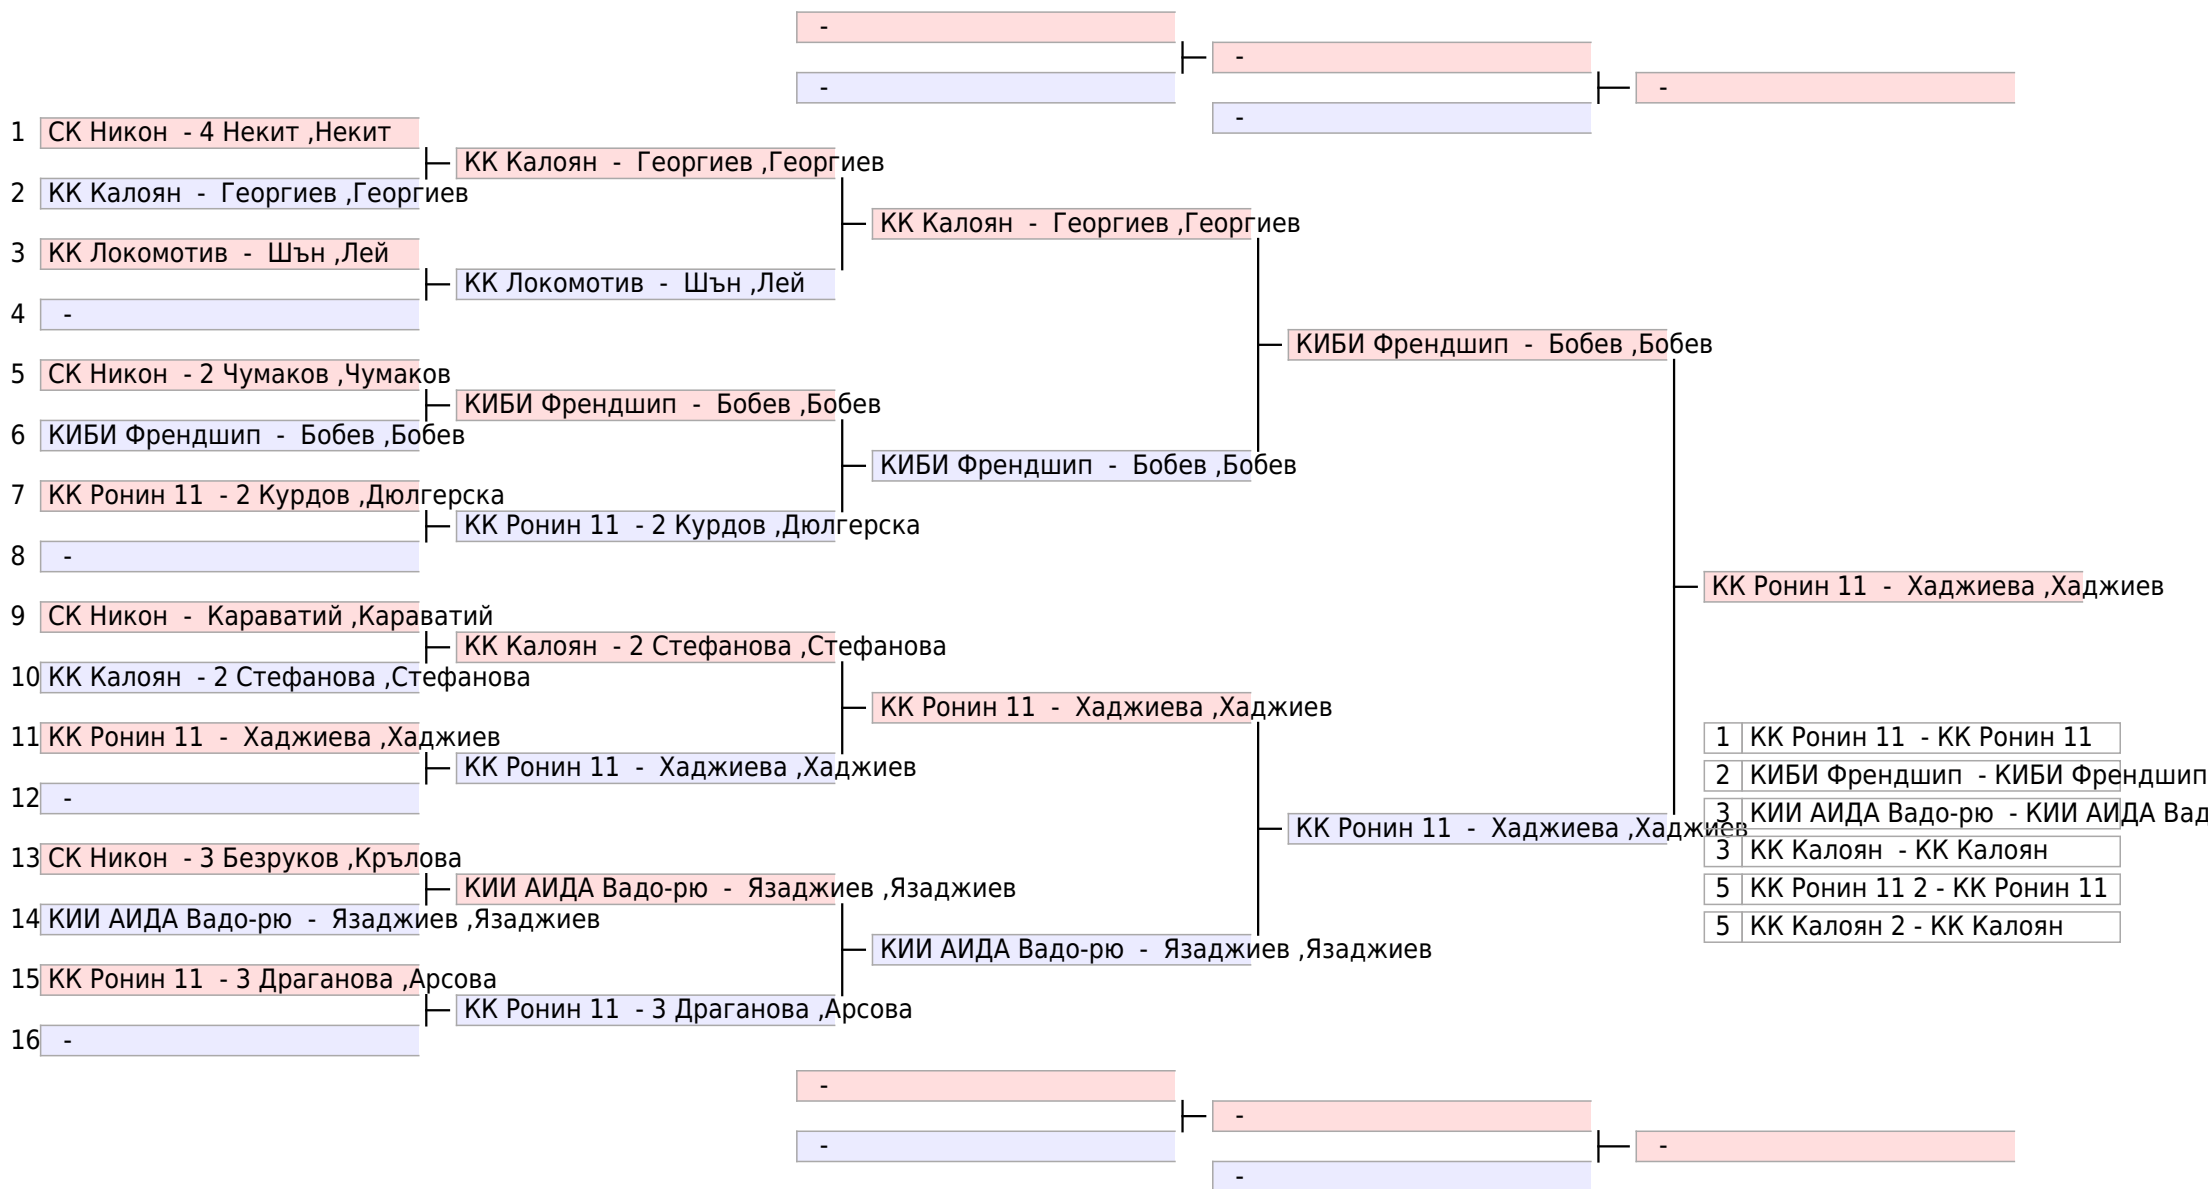 -
-
-
-
-
1 СК Никон - 4 Некит ,Некит
КК Калоян - Георгиев ,Георгиев
2 КК Калоян - Георгиев ,Георгиев
КК Калоян - Георгиев ,Георгиев
3 КК Локомотив - Шън ,Лей
КК Локомотив - Шън ,Лей
4 -
КИБИ Френдшип - Бобев ,Бобев
5 СК Никон - 2 Чумаков ,Чумаков
КИБИ Френдшип - Бобев ,Бобев
6 КИБИ Френдшип - Бобев ,Бобев
КИБИ Френдшип - Бобев ,Бобев
7 КК Ронин 11 - 2 Курдов ,Дюлгерска
КК Ронин 11 - 2 Курдов ,Дюлгерска
8 -
КК Ронин 11 - Хаджиева ,Хаджиев
9 СК Никон - Караватий ,Караватий
КК Калоян - 2 Стефанова ,Стефанова
10 КК Калоян - 2 Стефанова ,Стефанова
КК Ронин 11 - Хаджиева ,Хаджиев
11 КК Ронин 11 - Хаджиева ,Хаджиев
КК Ронин 11 - Хаджиева ,Хаджиев
12 -
КК Ронин 11 - Хаджиева ,Хаджиев
13 СК Никон - 3 Безруков ,Крълова
КИИ АИДА Вадо-рю - Язаджиев ,Язаджиев
14 КИИ АИДА Вадо-рю - Язаджиев ,Язаджиев
КИИ АИДА Вадо-рю - Язаджиев ,Язаджиев
15 КК Ронин 11 - 3 Драганова ,Арсова
КК Ронин 11 - 3 Драганова ,Арсова
16 -
1 КК Ронин 11 - КК Ронин 11
2 КИБИ Френдшип - КИБИ Френдшип
3 КИИ АИДА Вадо-рю - КИИ АИДА Вад
3 КК Калоян - КК Калоян
5 КК Ронин 11 2 - КК Ронин 11
5 КК Калоян 2 - КК Калоян
-
-
-
-
-